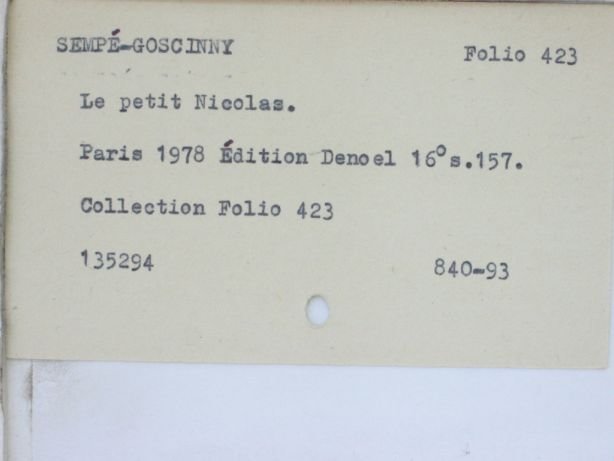 SEMPÉ-GOSCINNY Folio 423
Le petit Nicolas.
Paris 1978 Édition Denoel 16° s.157.
Collection Folio 423
135294 840-93